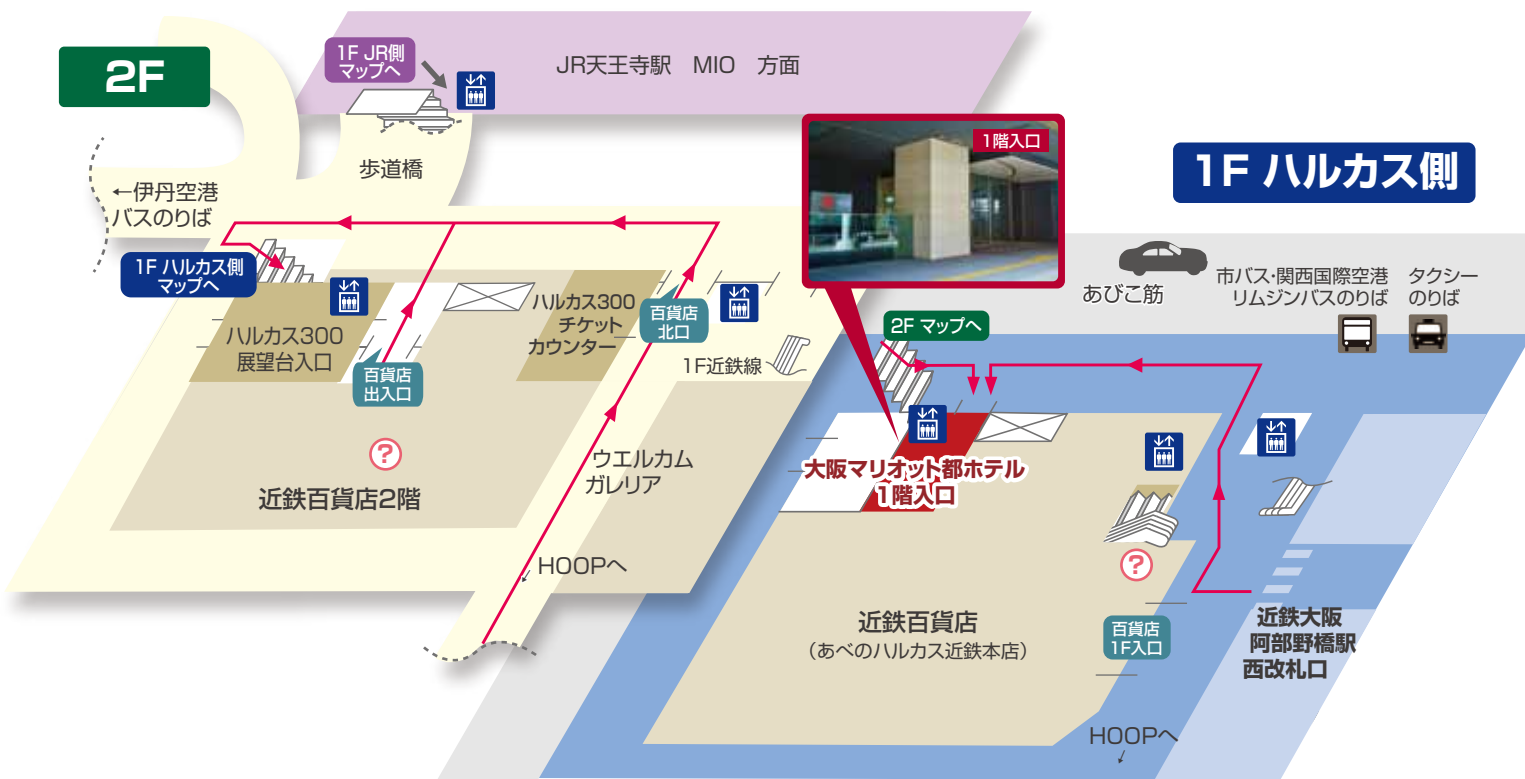 2F
1F JR側
マップへ
JR天王寺駅 MIO 方面
歩道橋
←伊丹空港
バスのりば
1F ハルカス側
マップへ
ハルカス300
展望台入口
百貨店
出入口
ハルカス300
チケット
カウンター
百貨店
北口
1F近鉄線
?
近鉄百貨店2階
ウエルカム
ガレリア
HOOPへ
1階入口
1F ハルカス側
あびこ筋
市バス・関西国際空港
リムジンバスのりば
タクシー
のりば
2F マップへ
大阪マリオット都ホテル
1階入口
?
近鉄百貨店
(あべのハルカス近鉄本店)
百貨店
1F入口
近鉄大阪
阿部野橋駅
西改札口
HOOPへ